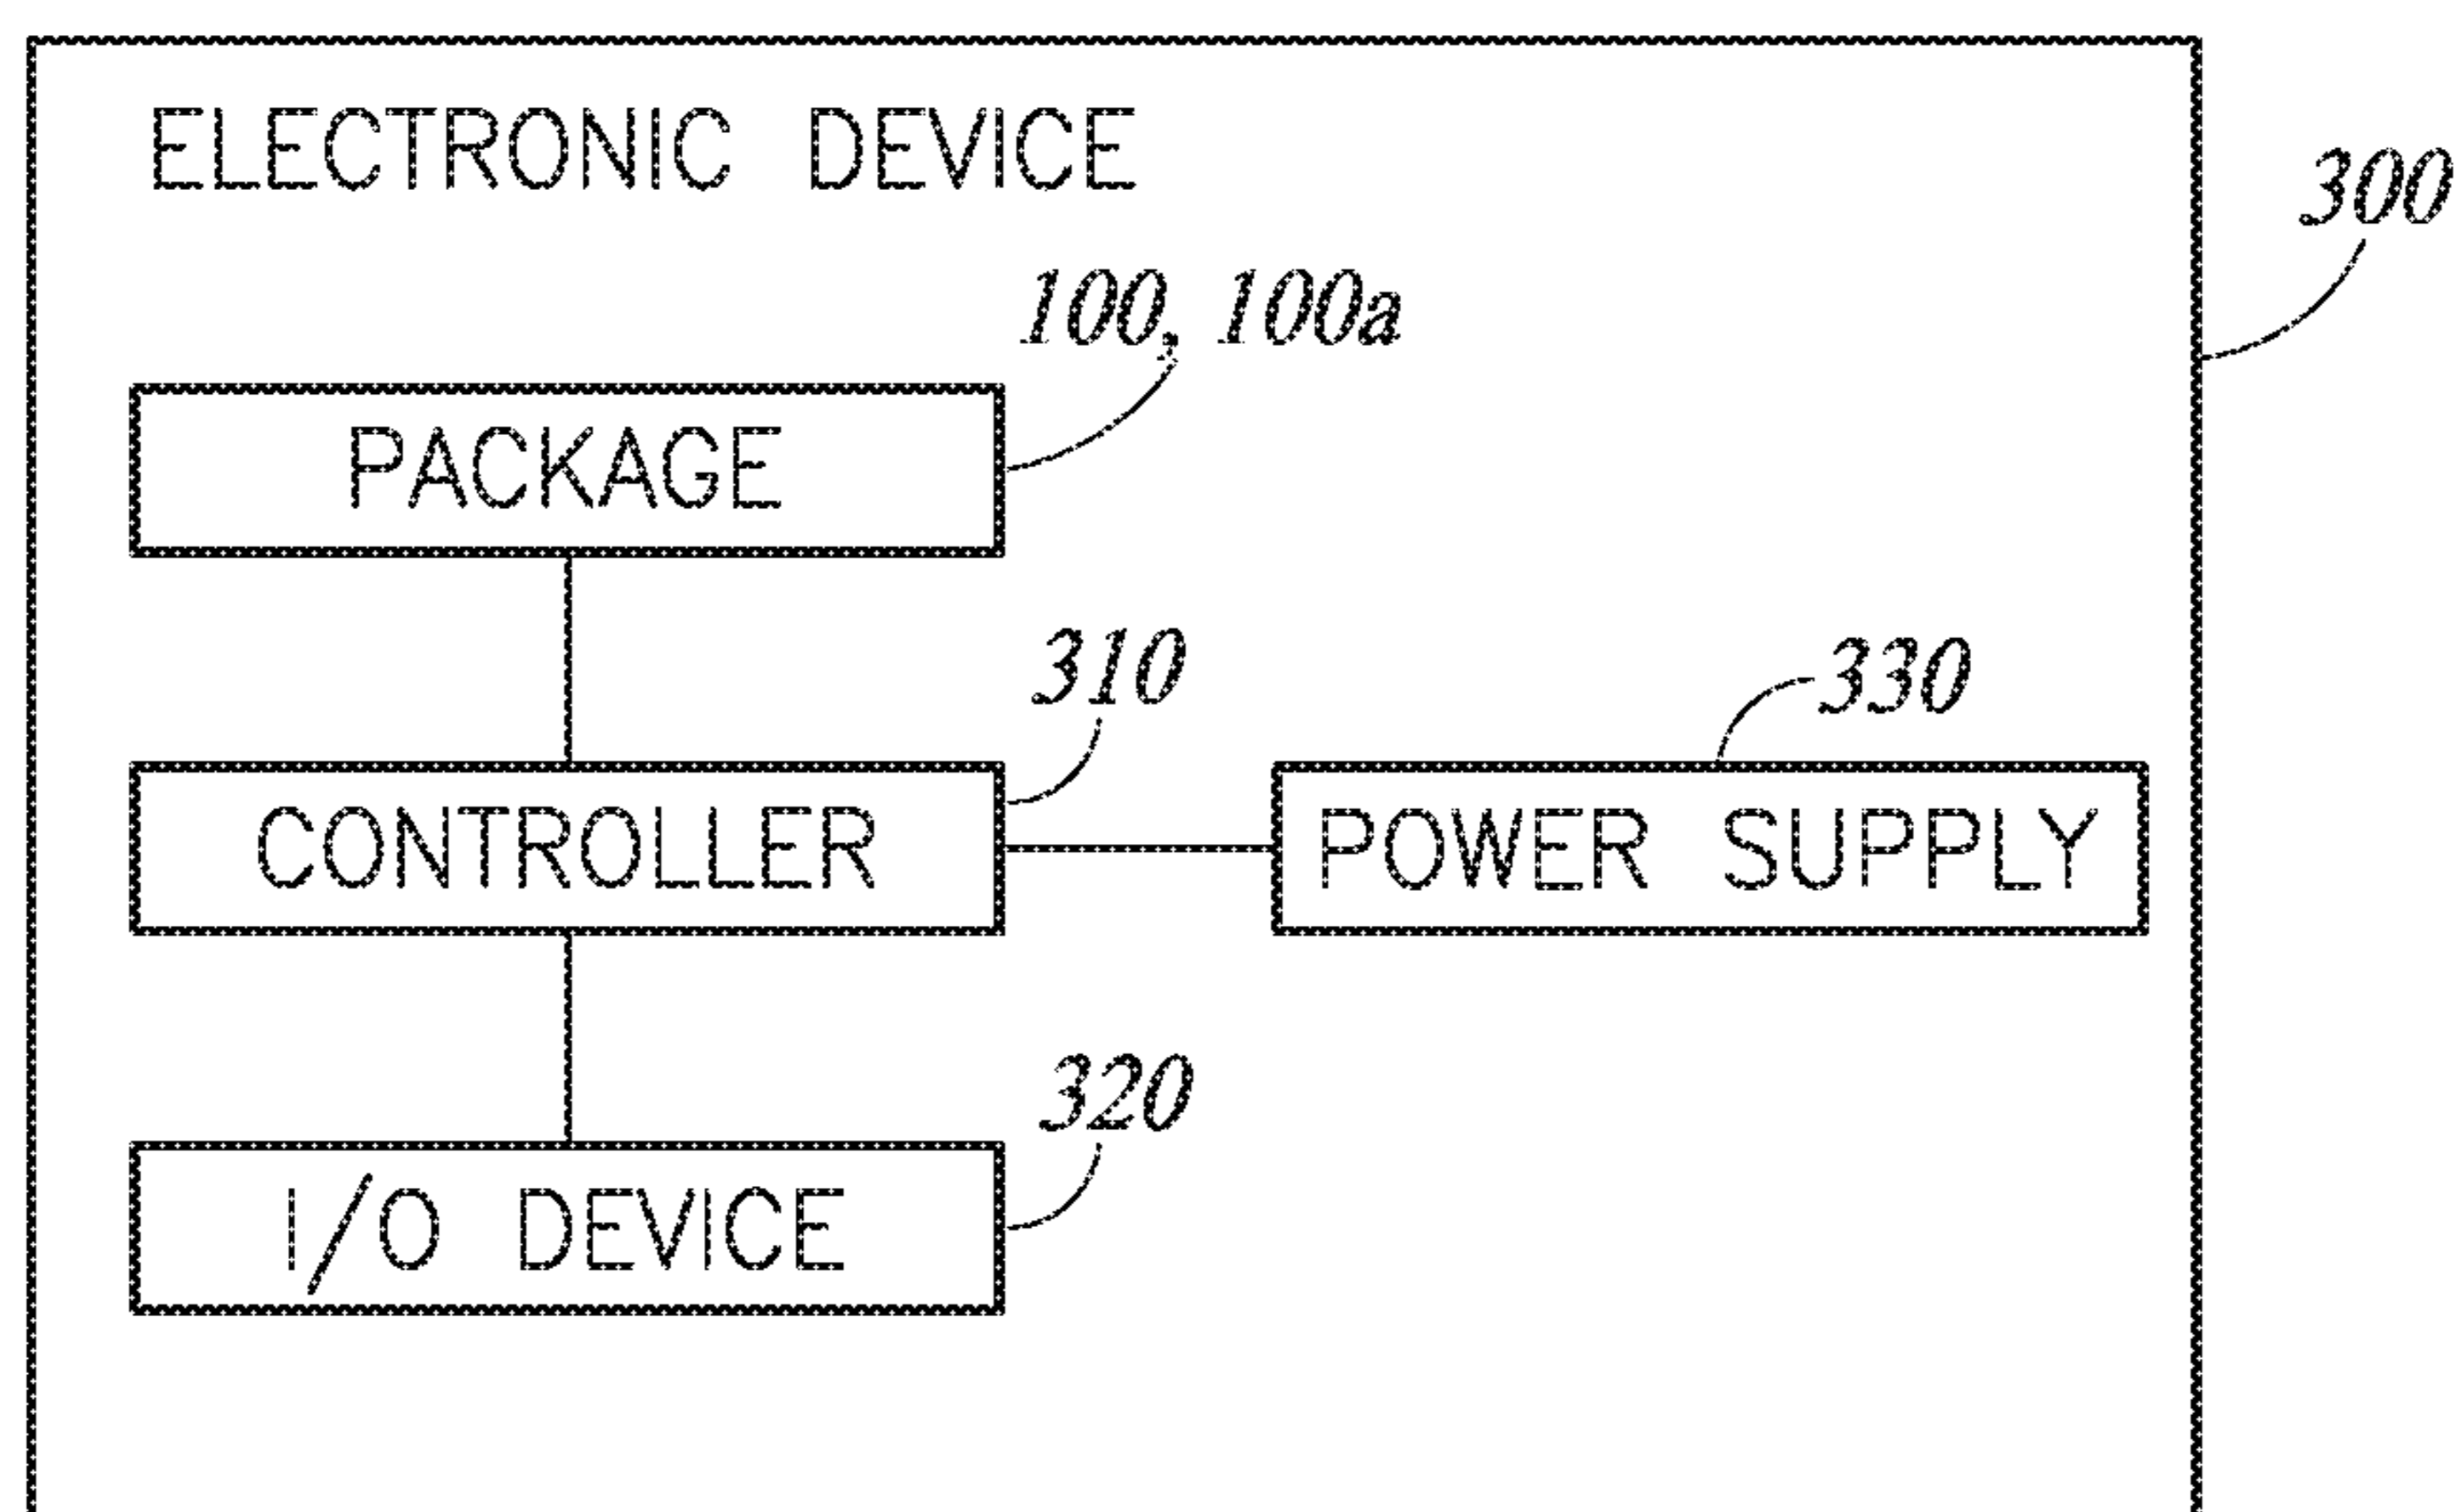 ELECTRONIC DEVICE
300
100, 100a
PACKAGE
310
330
CONTROLLER
POWER SUPPLY
320
I/O DEVICE